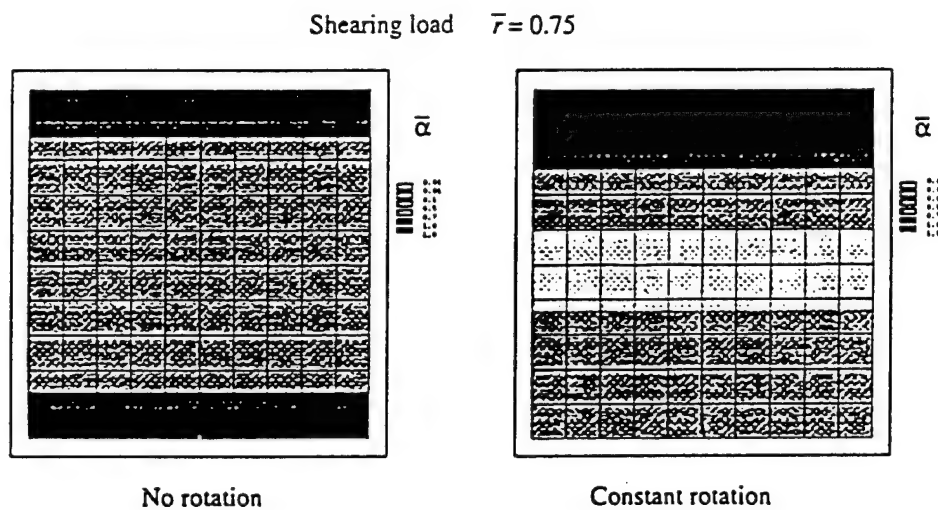 Shearing load r̅ = 0.75
α̅
α̅
No rotation
Constant rotation